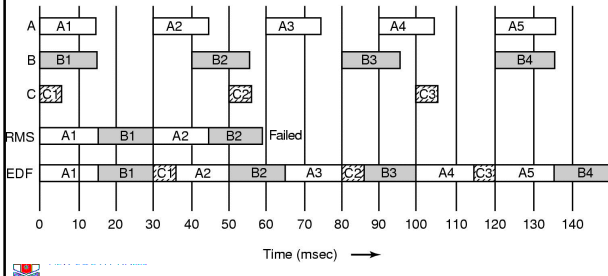 A A1 A2 A3 A4 A5
B B1 B2 B3 B4
C C1 C2 C3
RMS A1 B1 A2 B2 Failed
EDF A1 B1 C1 A2 B2 A3 C2 B3 A4 C3 A5 B4
0 10 20 30 40 50 60 70 80 90 100 110 120 130 140
Time (msec)